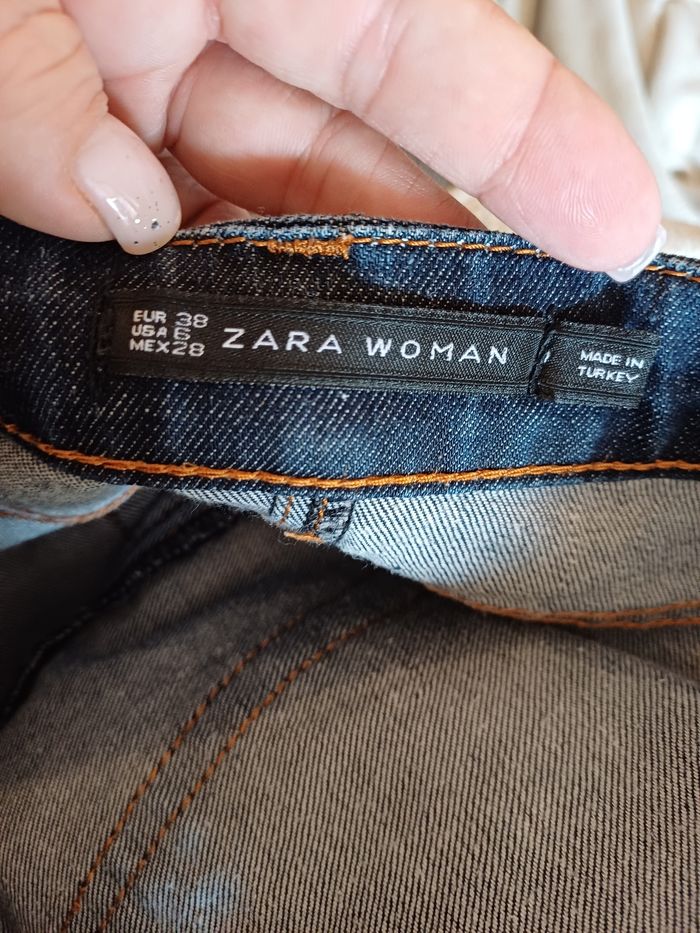 EUR 38
USA 6
MEX 28
ZARA WOMAN
MADE IN
TURKEY